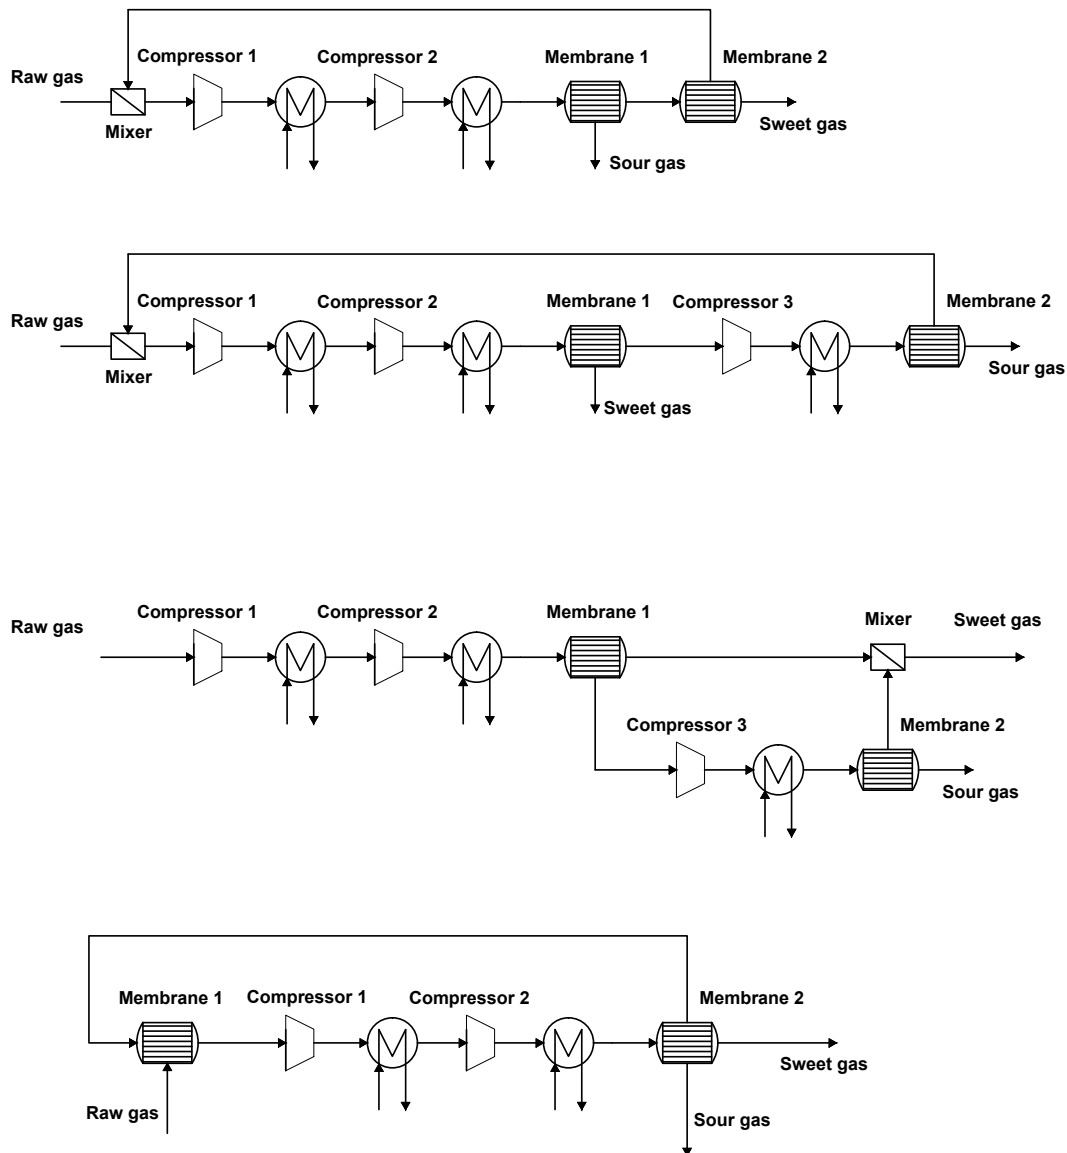 Compressor 1
Compressor 2
Membrane 1
Membrane 2
Raw gas
Mixer
Sweet gas
Sour gas
Compressor 1
Compressor 2
Membrane 1
Compressor 3
Membrane 2
Raw gas
Mixer
Sour gas
Sweet gas
Compressor 1
Compressor 2
Membrane 1
Mixer
Sweet gas
Raw gas
Compressor 3
Membrane 2
Sour gas
Membrane 1
Compressor 1
Compressor 2
Membrane 2
Sweet gas
Raw gas
Sour gas